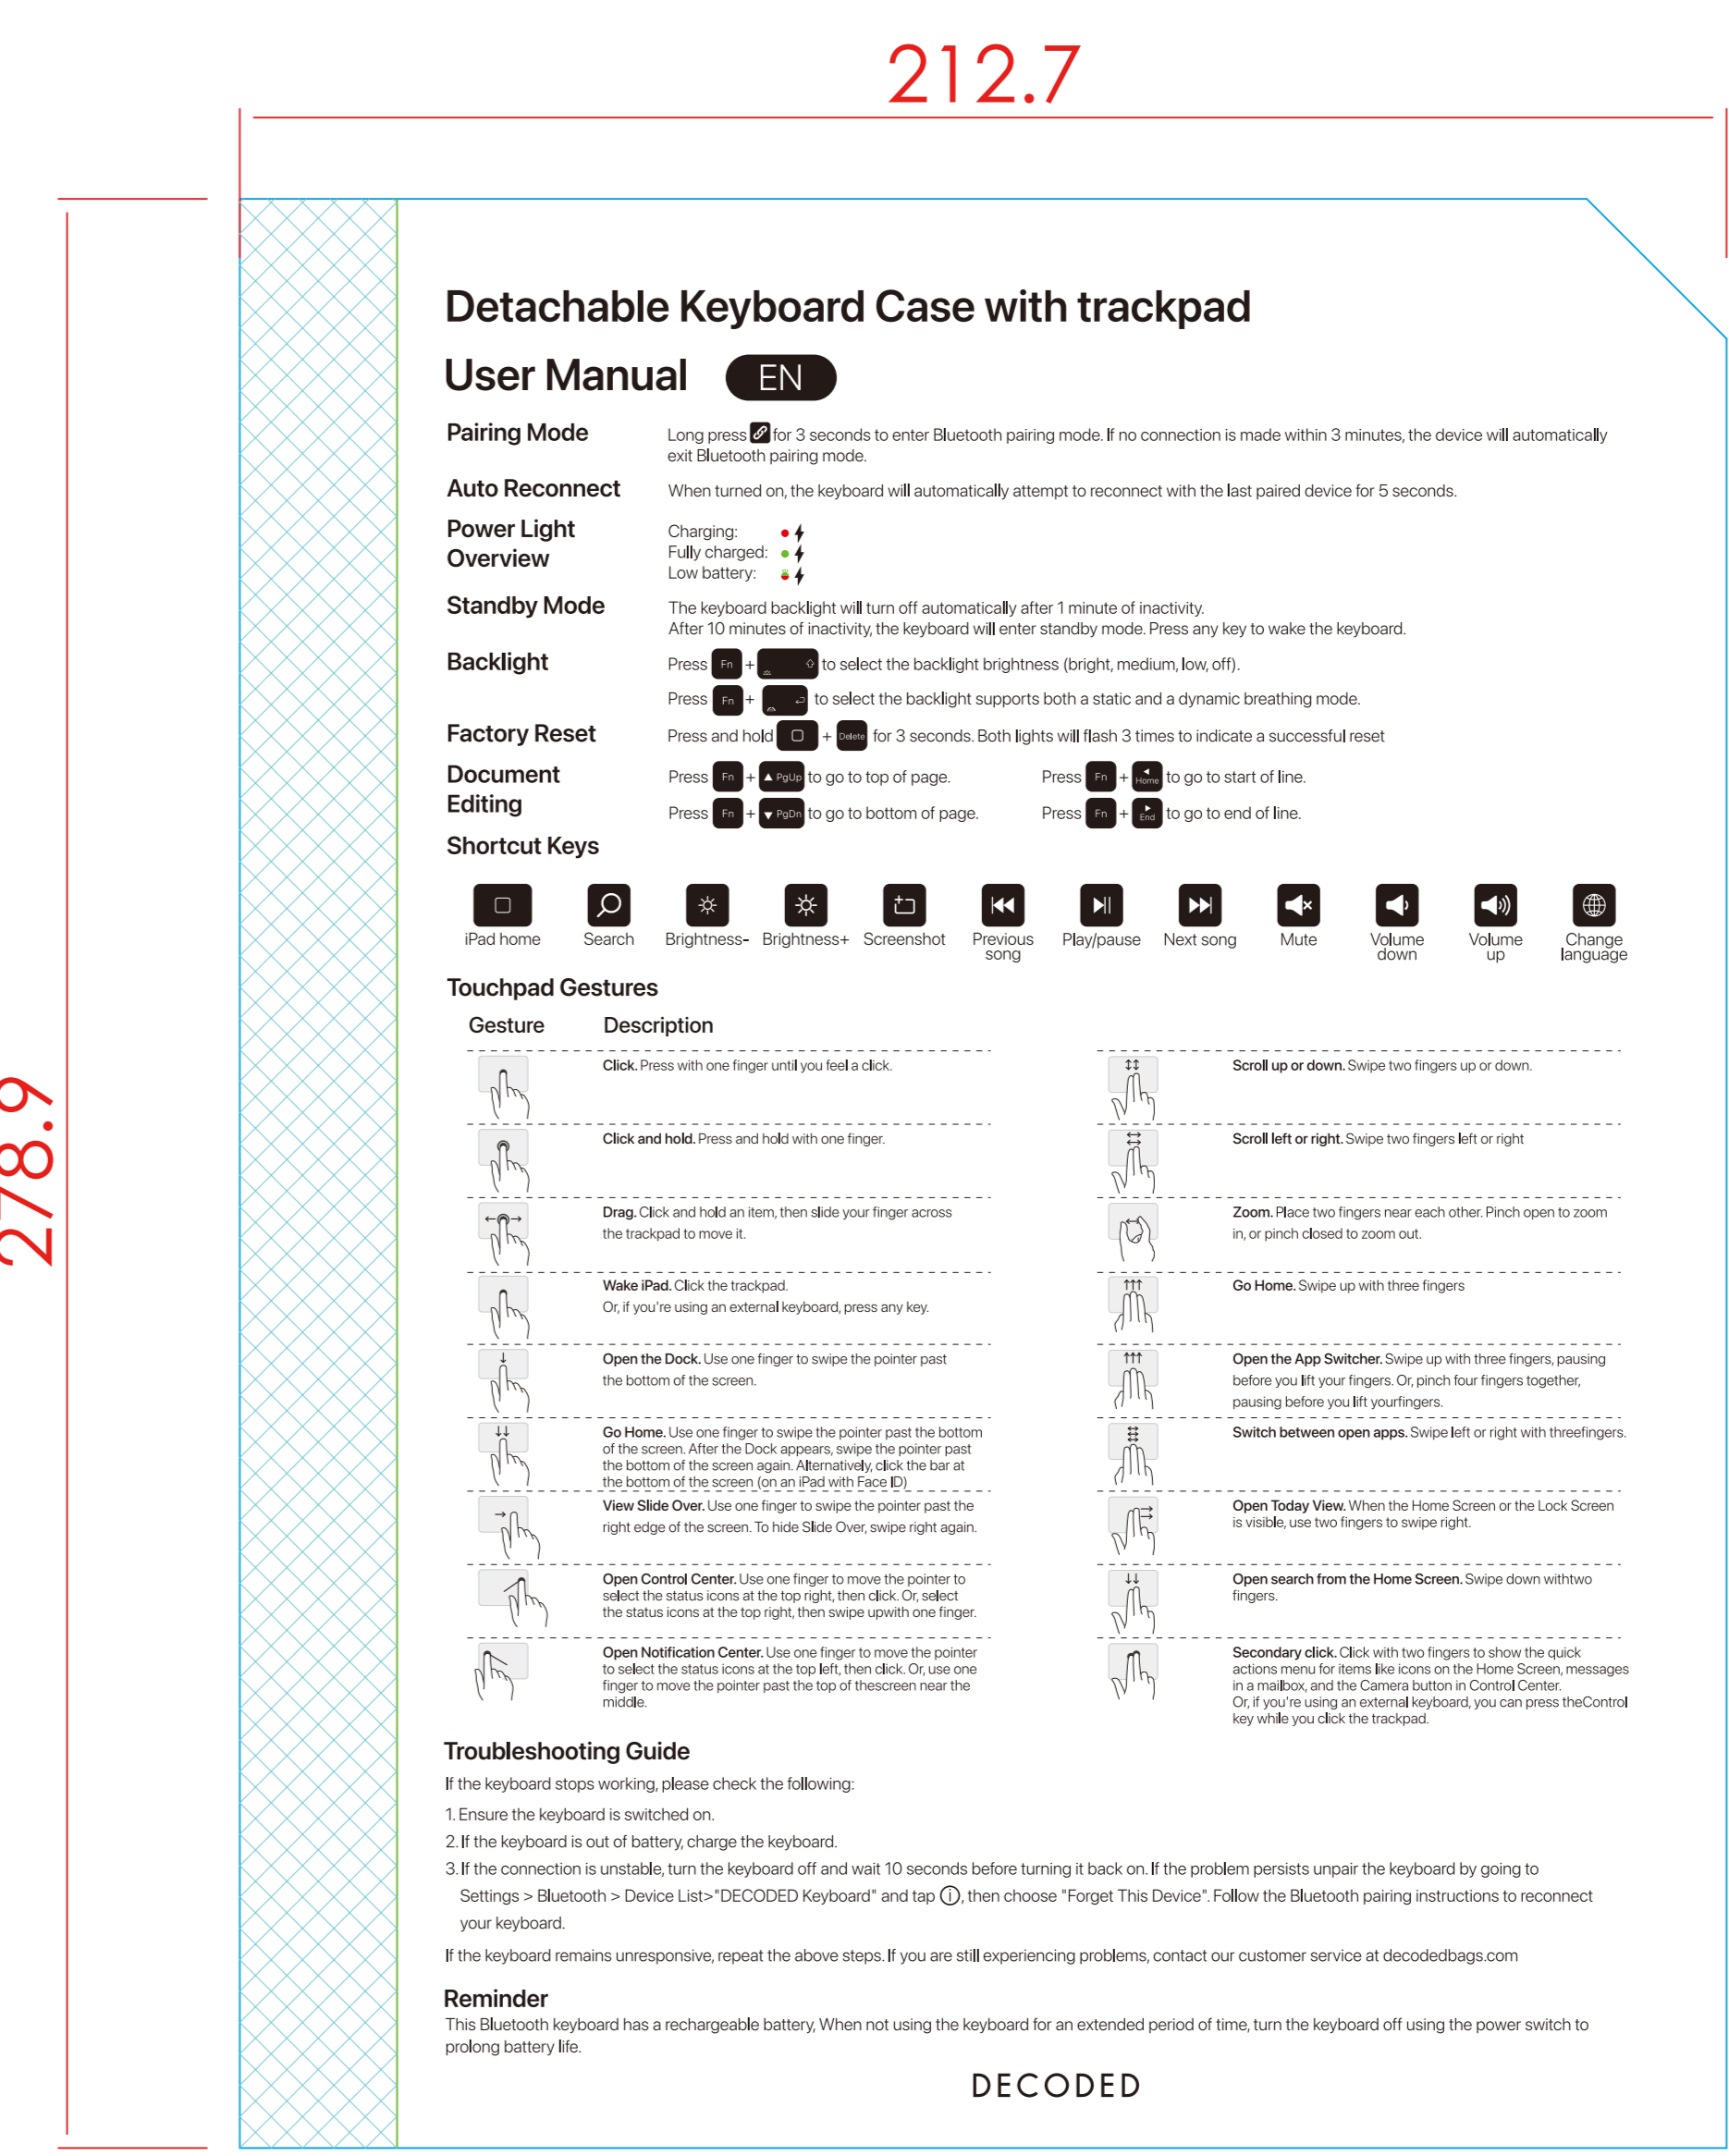 212.7
278.9
Detachable Keyboard Case with trackpad
User Manual EN
Pairing Mode
Long press for 3 seconds to enter Bluetooth pairing mode. If no connection is made within 3 minutes, the device will automatically
exit Bluetooth pairing mode.
Auto Reconnect
When turned on, the keyboard will automatically attempt to reconnect with the last paired device for 5 seconds.
Power Light
Overview
Charging:
Fully charged:
Low battery:
Standby Mode
The keyboard backlight will turn off automatically after 1 minute of inactivity.
After 10 minutes of inactivity, the keyboard will enter standby mode. Press any key to wake the keyboard.
Backlight
Press Fn + to select the backlight brightness (bright, medium, low, off).
Press Fn + to select the backlight supports both a static and a dynamic breathing mode.
Factory Reset
Press and hold + Delete for 3 seconds. Both lights will flash 3 times to indicate a successful reset
Document
Editing
Press Fn + ▲ PgUp to go to top of page.
Press Fn + ◀ Home to go to start of line.
Press Fn + ▼ PgDn to go to bottom of page.
Press Fn + ▶ End to go to end of line.
Shortcut Keys
iPad home
Search
Brightness-
Brightness+
Screenshot
Previous
song
Play/pause
Next song
Mute
Volume
down
Volume
up
Change
language
Touchpad Gestures
Gesture Description
Click. Press with one finger until you feel a click.
Click and hold. Press and hold with one finger.
Drag. Click and hold an item, then slide your finger across
the trackpad to move it.
Wake iPad. Click the trackpad.
Or, if you're using an external keyboard, press any key.
Open the Dock. Use one finger to swipe the pointer past
the bottom of the screen.
Go Home. Use one finger to swipe the pointer past the bottom
of the screen. After the Dock appears, swipe the pointer past
the bottom of the screen again. Alternatively, click the bar at
the bottom of the screen (on an iPad with Face ID)
View Slide Over. Use one finger to swipe the pointer past the
right edge of the screen. To hide Slide Over, swipe right again.
Open Control Center. Use one finger to move the pointer to
select the status icons at the top right, then click. Or, select
the status icons at the top right, then swipe upwith one finger.
Open Notification Center. Use one finger to move the pointer
to select the status icons at the top left, then click. Or, use one
finger to move the pointer past the top of thescreen near the
middle.
Scroll up or down. Swipe two fingers up or down.
Scroll left or right. Swipe two fingers left or right
Zoom. Place two fingers near each other. Pinch open to zoom
in, or pinch closed to zoom out.
Go Home. Swipe up with three fingers
Open the App Switcher. Swipe up with three fingers, pausing
before you lift your fingers. Or, pinch four fingers together,
pausing before you lift yourfingers.
Switch between open apps. Swipe left or right with threefingers.
Open Today View. When the Home Screen or the Lock Screen
is visible, use two fingers to swipe right.
Open search from the Home Screen. Swipe down withtwo
fingers.
Secondary click. Click with two fingers to show the quick
actions menu for items like icons on the Home Screen, messages
in a mailbox, and the Camera button in Control Center.
Or, if you're using an external keyboard, you can press theControl
key while you click the trackpad.
Troubleshooting Guide
If the keyboard stops working, please check the following:
1. Ensure the keyboard is switched on.
2. If the keyboard is out of battery, charge the keyboard.
3. If the connection is unstable, turn the keyboard off and wait 10 seconds before turning it back on. If the problem persists unpair the keyboard by going to
Settings > Bluetooth > Device List>"DECODED Keyboard" and tap ⓘ, then choose "Forget This Device". Follow the Bluetooth pairing instructions to reconnect
your keyboard.
If the keyboard remains unresponsive, repeat the above steps. If you are still experiencing problems, contact our customer service at decodedbags.com
Reminder
This Bluetooth keyboard has a rechargeable battery, When not using the keyboard for an extended period of time, turn the keyboard off using the power switch to
prolong battery life.
DECODED